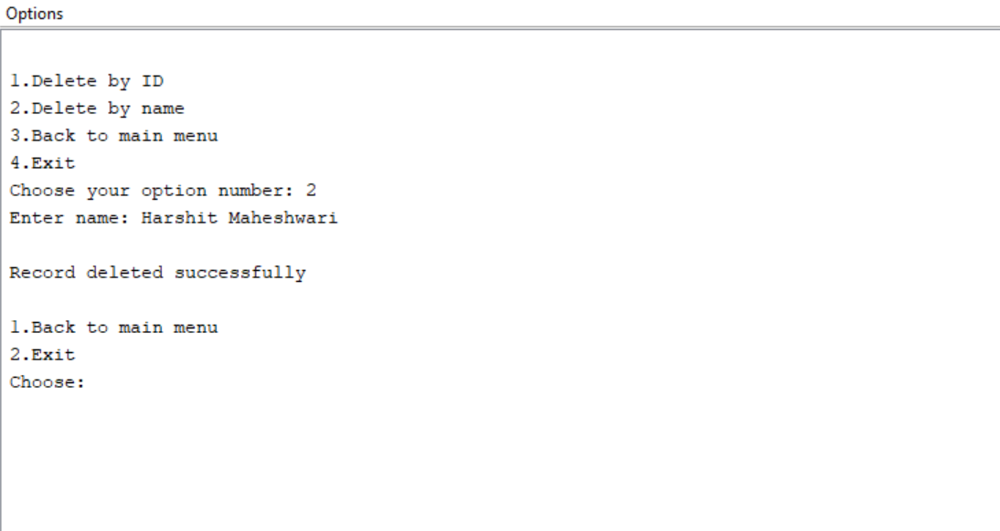 Options
1.Delete by ID
2.Delete by name
3.Back to main menu
4.Exit
Choose your option number: 2
Enter name: Harshit Maheshwari
Record deleted successfully
1.Back to main menu
2.Exit
Choose: